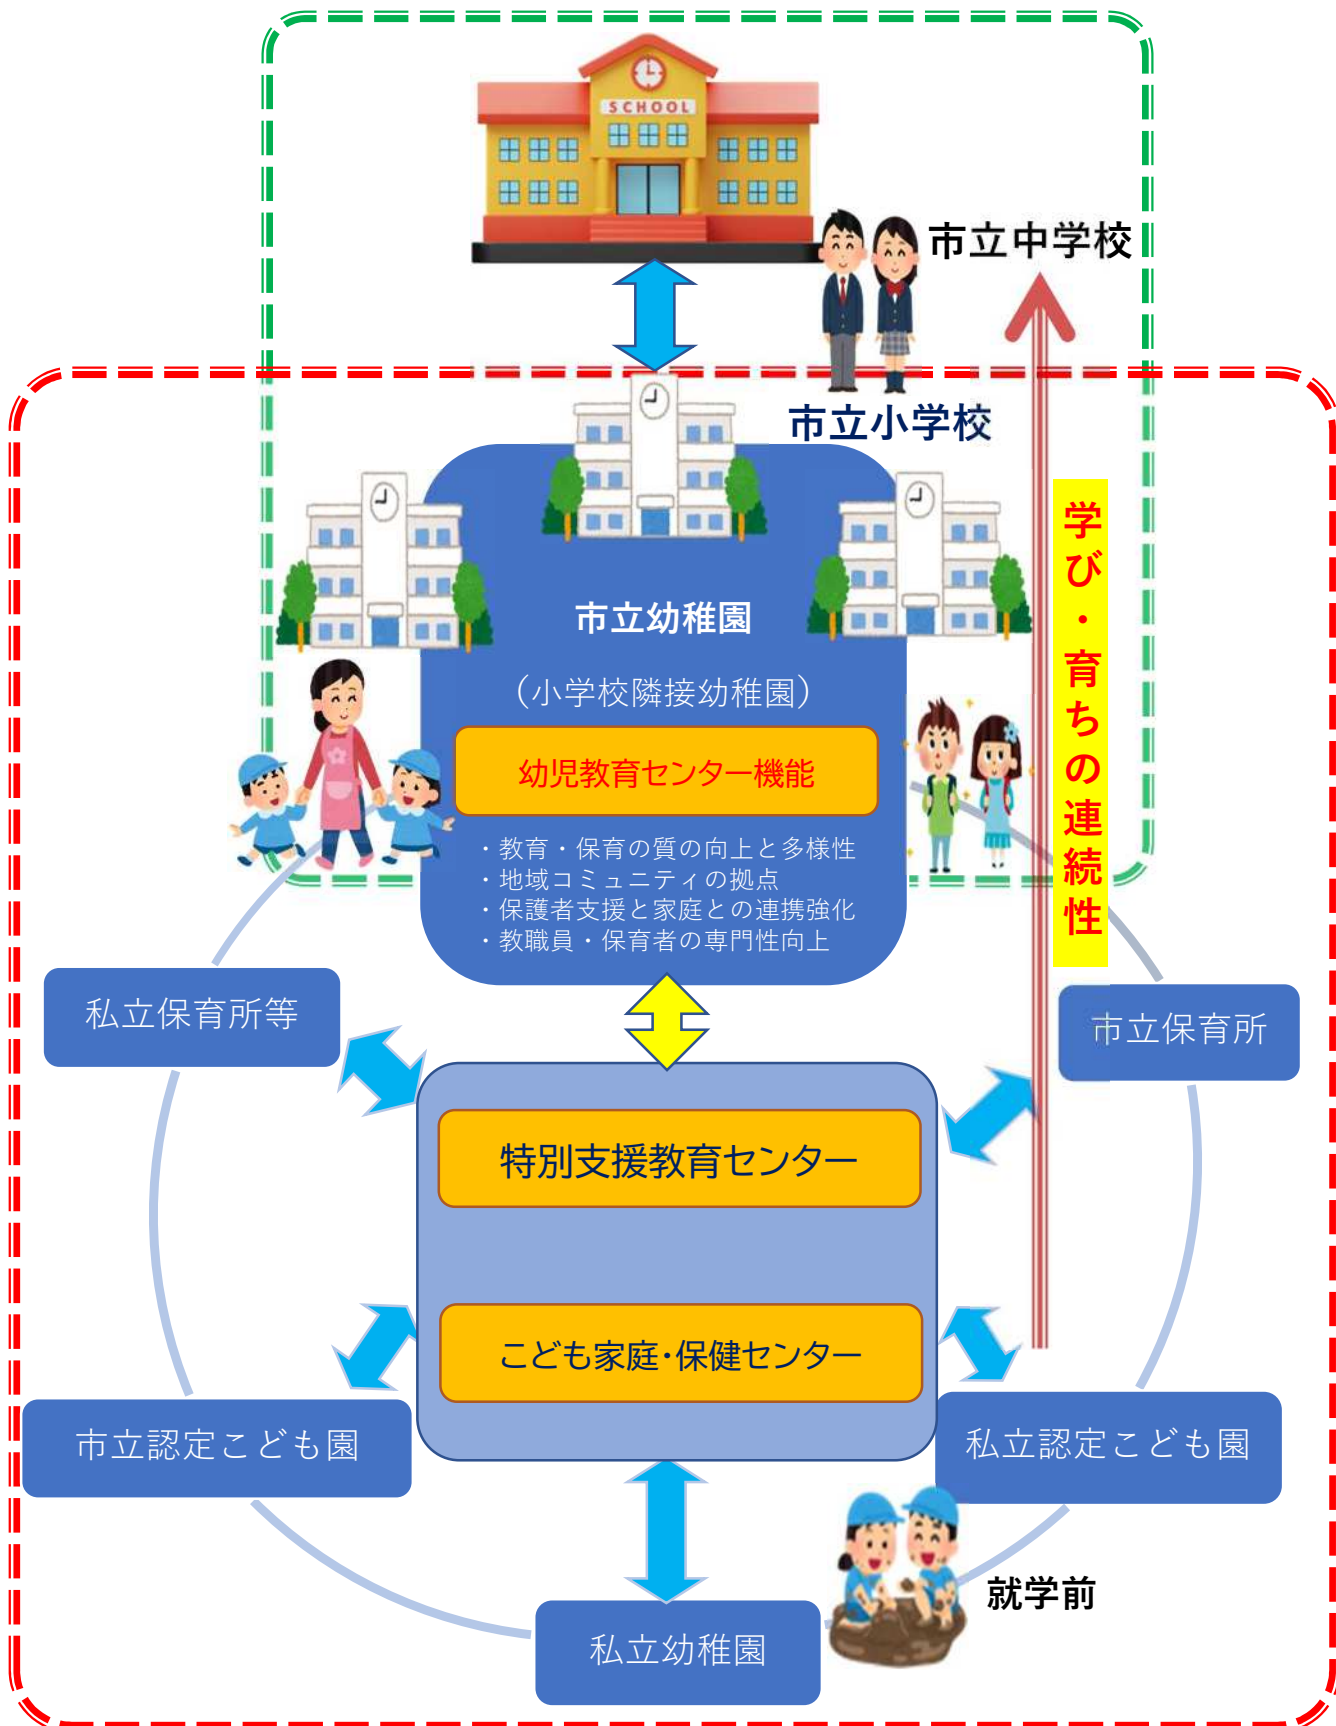 SCHOOL
市立中学校
市立小学校
学び・育ちの連続性
市立幼稚園
（小学校隣接幼稚園）
幼児教育センター機能
・教育・保育の質の向上と多様性
・地域コミュニティの拠点
・保護者支援と家庭との連携強化
・教職員・保育者の専門性向上
私立保育所等
市立保育所
特別支援教育センター
こども家庭・保健センター
市立認定こども園
私立認定こども園
就学前
私立幼稚園